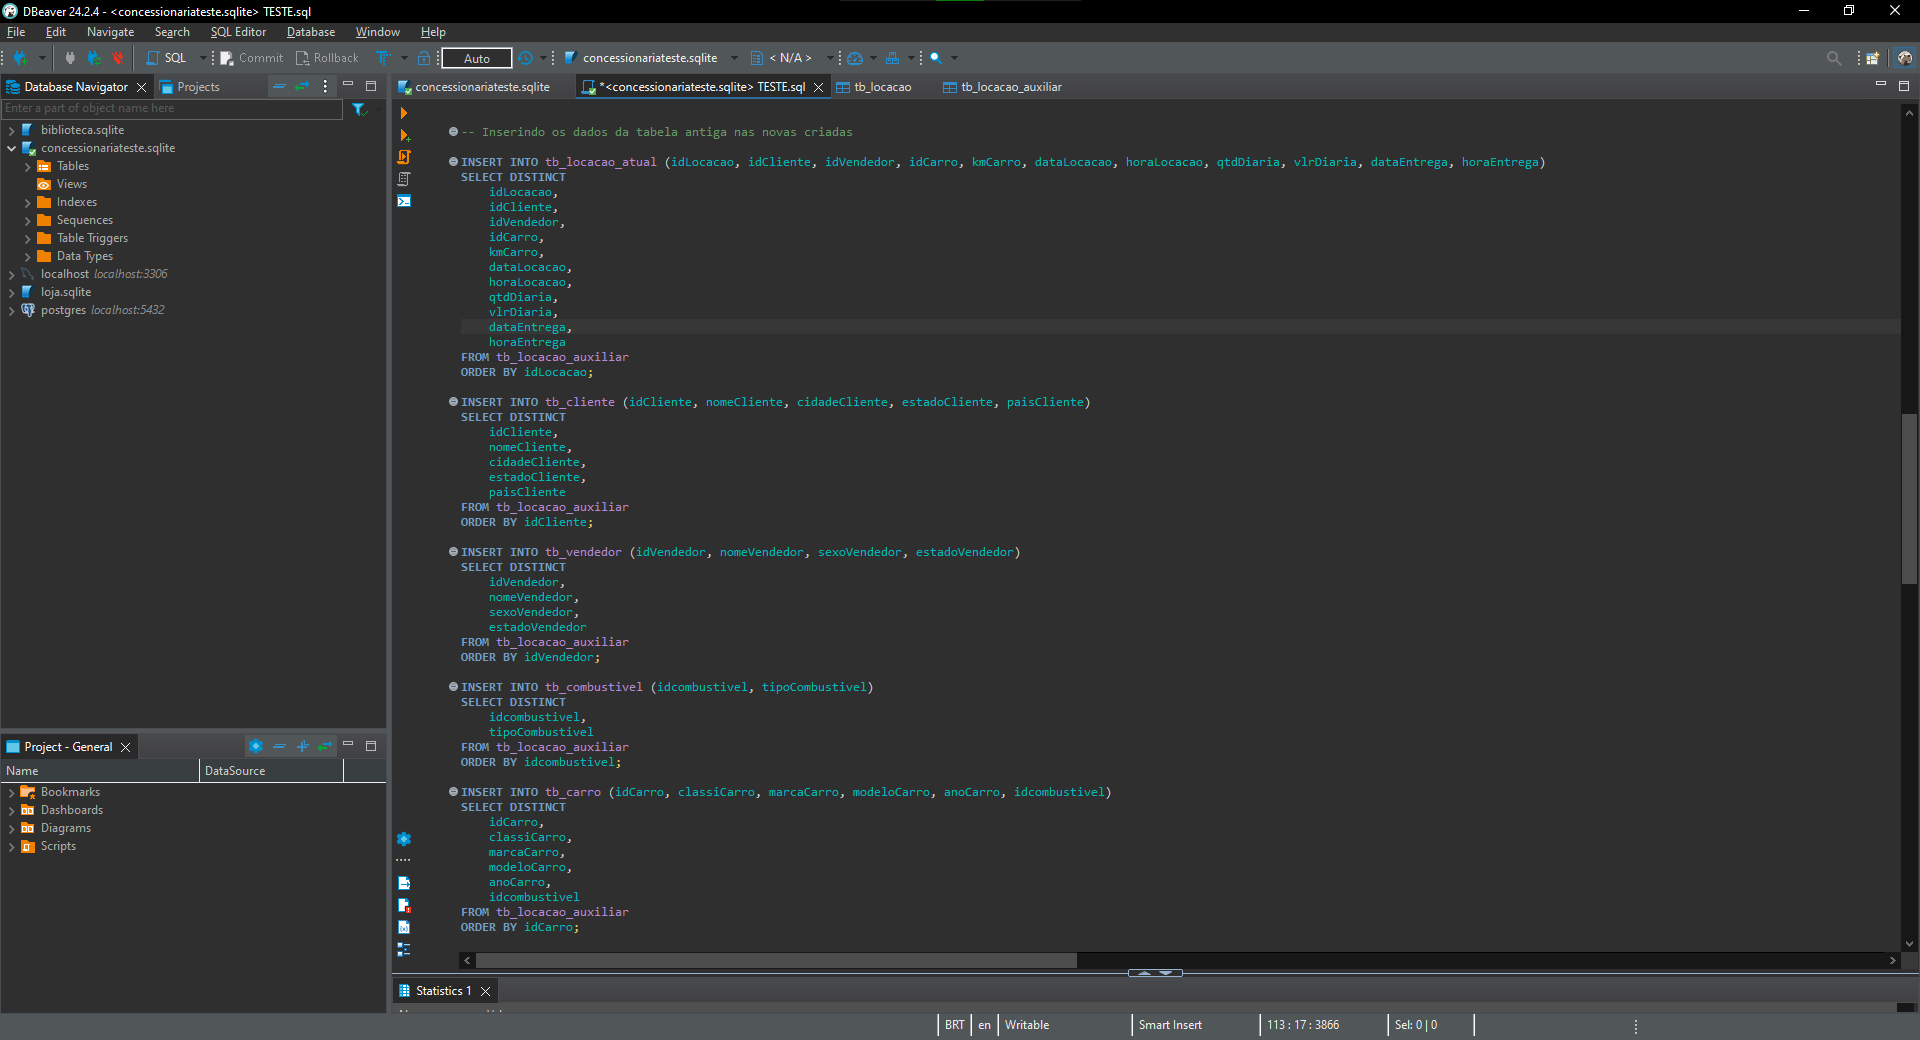 DBeaver 24.2.4 - <concessionariateste.sqlite> TESTE.sql
File Edit Navigate Search SQL Editor Database Window Help
SQL Commit Rollback Auto concessionariateste.sqlite < N/A >
Database Navigator Projects
Enter a part of object name here
biblioteca.sqlite
concessionariateste.sqlite
Tables
Views
Indexes
Sequences
Table Triggers
Data Types
localhost localhost:3306
loja.sqlite
postgres localhost:5432
Project - General
Name DataSource
Bookmarks
Dashboards
Diagrams
Scripts
concessionariateste.sqlite *<concessionariateste.sqlite> TESTE.sql tb_locacao tb_locacao_auxiliar
-- Inserindo os dados da tabela antiga nas novas criadas
INSERT INTO tb_locacao_atual (idLocacao, idCliente, idVendedor, idCarro, kmCarro, dataLocacao, horaLocacao, qtdDiaria, vlrDiaria, dataEntrega, horaEntrega)
SELECT DISTINCT
idLocacao,
idCliente,
idVendedor,
idCarro,
kmCarro,
dataLocacao,
horaLocacao,
qtdDiaria,
vlrDiaria,
dataEntrega,
horaEntrega
FROM tb_locacao_auxiliar
ORDER BY idLocacao;
INSERT INTO tb_cliente (idCliente, nomeCliente, cidadeCliente, estadoCliente, paisCliente)
SELECT DISTINCT
idCliente,
nomeCliente,
cidadeCliente,
estadoCliente,
paisCliente
FROM tb_locacao_auxiliar
ORDER BY idCliente;
INSERT INTO tb_vendedor (idVendedor, nomeVendedor, sexoVendedor, estadoVendedor)
SELECT DISTINCT
idVendedor,
nomeVendedor,
sexoVendedor,
estadoVendedor
FROM tb_locacao_auxiliar
ORDER BY idVendedor;
INSERT INTO tb_combustivel (idcombustivel, tipoCombustivel)
SELECT DISTINCT
idcombustivel,
tipoCombustivel
FROM tb_locacao_auxiliar
ORDER BY idcombustivel;
INSERT INTO tb_carro (idCarro, classiCarro, marcaCarro, modeloCarro, anoCarro, idcombustivel)
SELECT DISTINCT
idCarro,
classiCarro,
marcaCarro,
modeloCarro,
anoCarro,
idcombustivel
FROM tb_locacao_auxiliar
ORDER BY idCarro;
Statistics 1
BRT en Writable Smart Insert 113 : 17 : 3866 Sel: 0 | 0